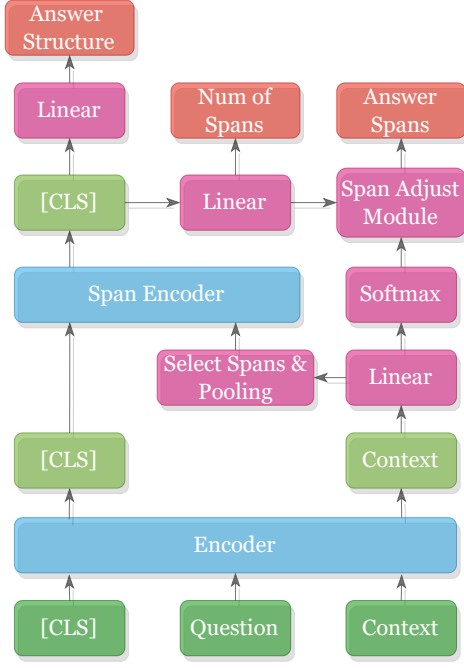 Answer
Structure
Linear
Num of
Spans
Answer
Spans
[CLS]
Linear
Span Adjust
Module
Span Encoder
Softmax
Select Spans &
Pooling
Linear
[CLS]
Context
Encoder
[CLS]
Question
Context